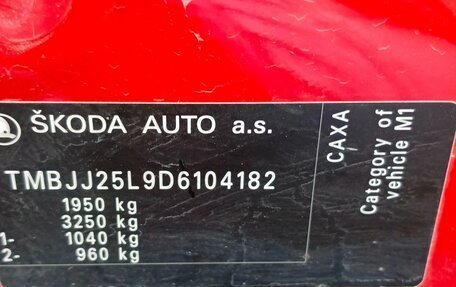 ŠKODA AUTO a.s.
TMBJJ25L9D6104182
1950 kg
3250 kg
1- 1040 kg
2- 960 kg
CAXA
Category of
vehicle M1